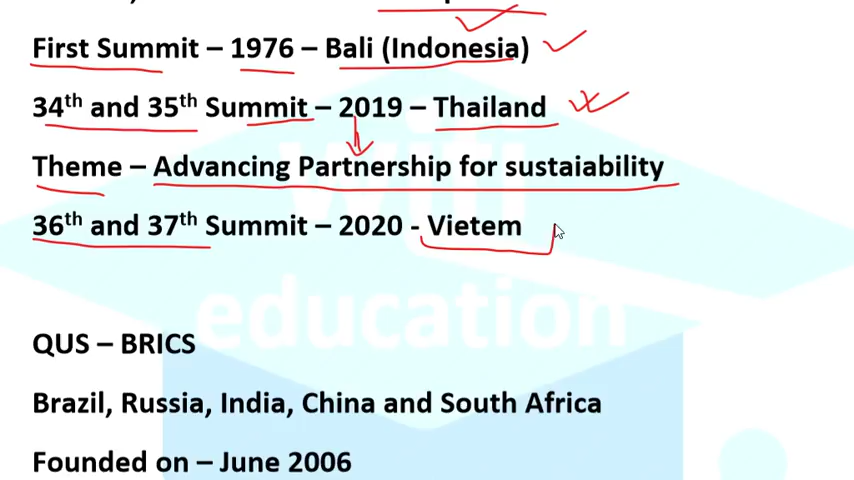 First Summit – 1976 – Bali (Indonesia)
34th and 35th Summit – 2019 – Thailand
Theme – Advancing Partnership for sustaiability
36th and 37th Summit – 2020 - Vietem
education
QUS – BRICS
Brazil, Russia, India, China and South Africa
Founded on – June 2006